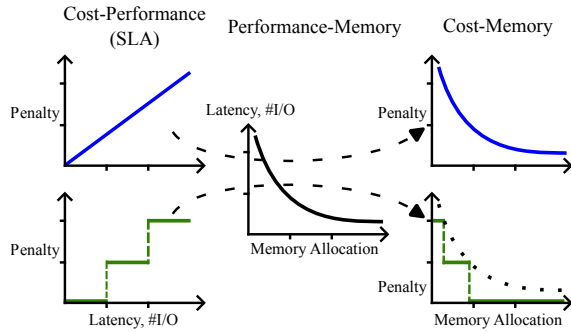 Cost-Performance
(SLA)
Performance-Memory
Cost-Memory
Penalty
Latency, #I/O
Penalty
Memory Allocation
Penalty
Penalty
Latency, #I/O
Memory Allocation